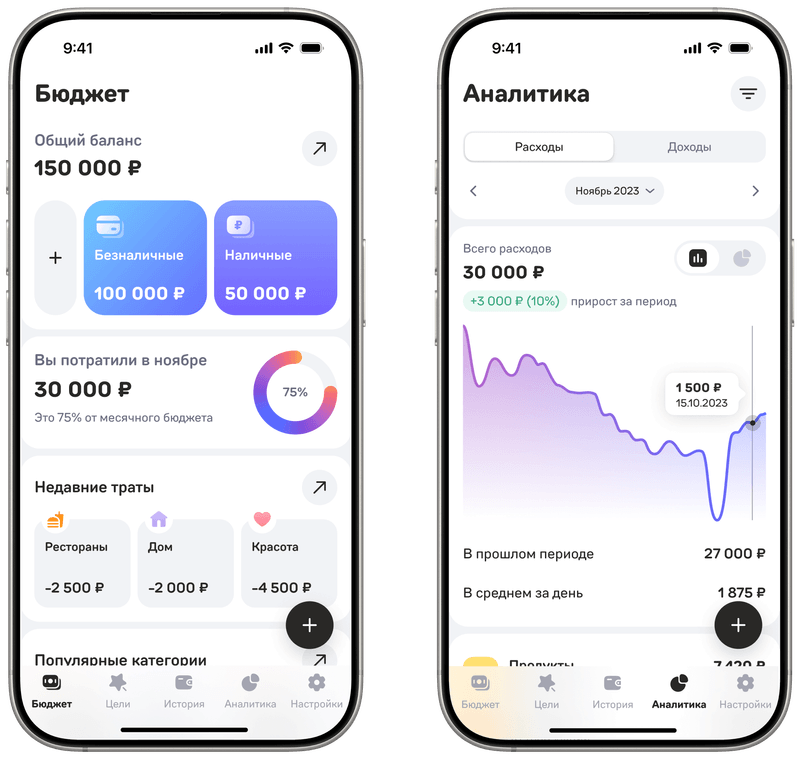 9:41
Бюджет
Общий баланс
150 000 ₽
+
Безналичные
100 000 ₽
₽
Наличные
50 000 ₽
Вы потратили в ноябре
30 000 ₽
Это 75% от месячного бюджета
75%
Недавние траты
Рестораны
-2 500 ₽
Дом
-2 000 ₽
Красота
-4 500 ₽
+
Популярные категории
Бюджет
Цели
История
Аналитика
Настройки
9:41
Аналитика
Расходы
Доходы
Ноябрь 2023
Всего расходов
30 000 ₽
+3 000 ₽ (10%) прирост за период
1 500 ₽
15.10.2023
В прошлом периоде
27 000 ₽
В среднем за день
1 875 ₽
+
Продукты
7 420 ₽
Бюджет
Цели
История
Аналитика
Настройки